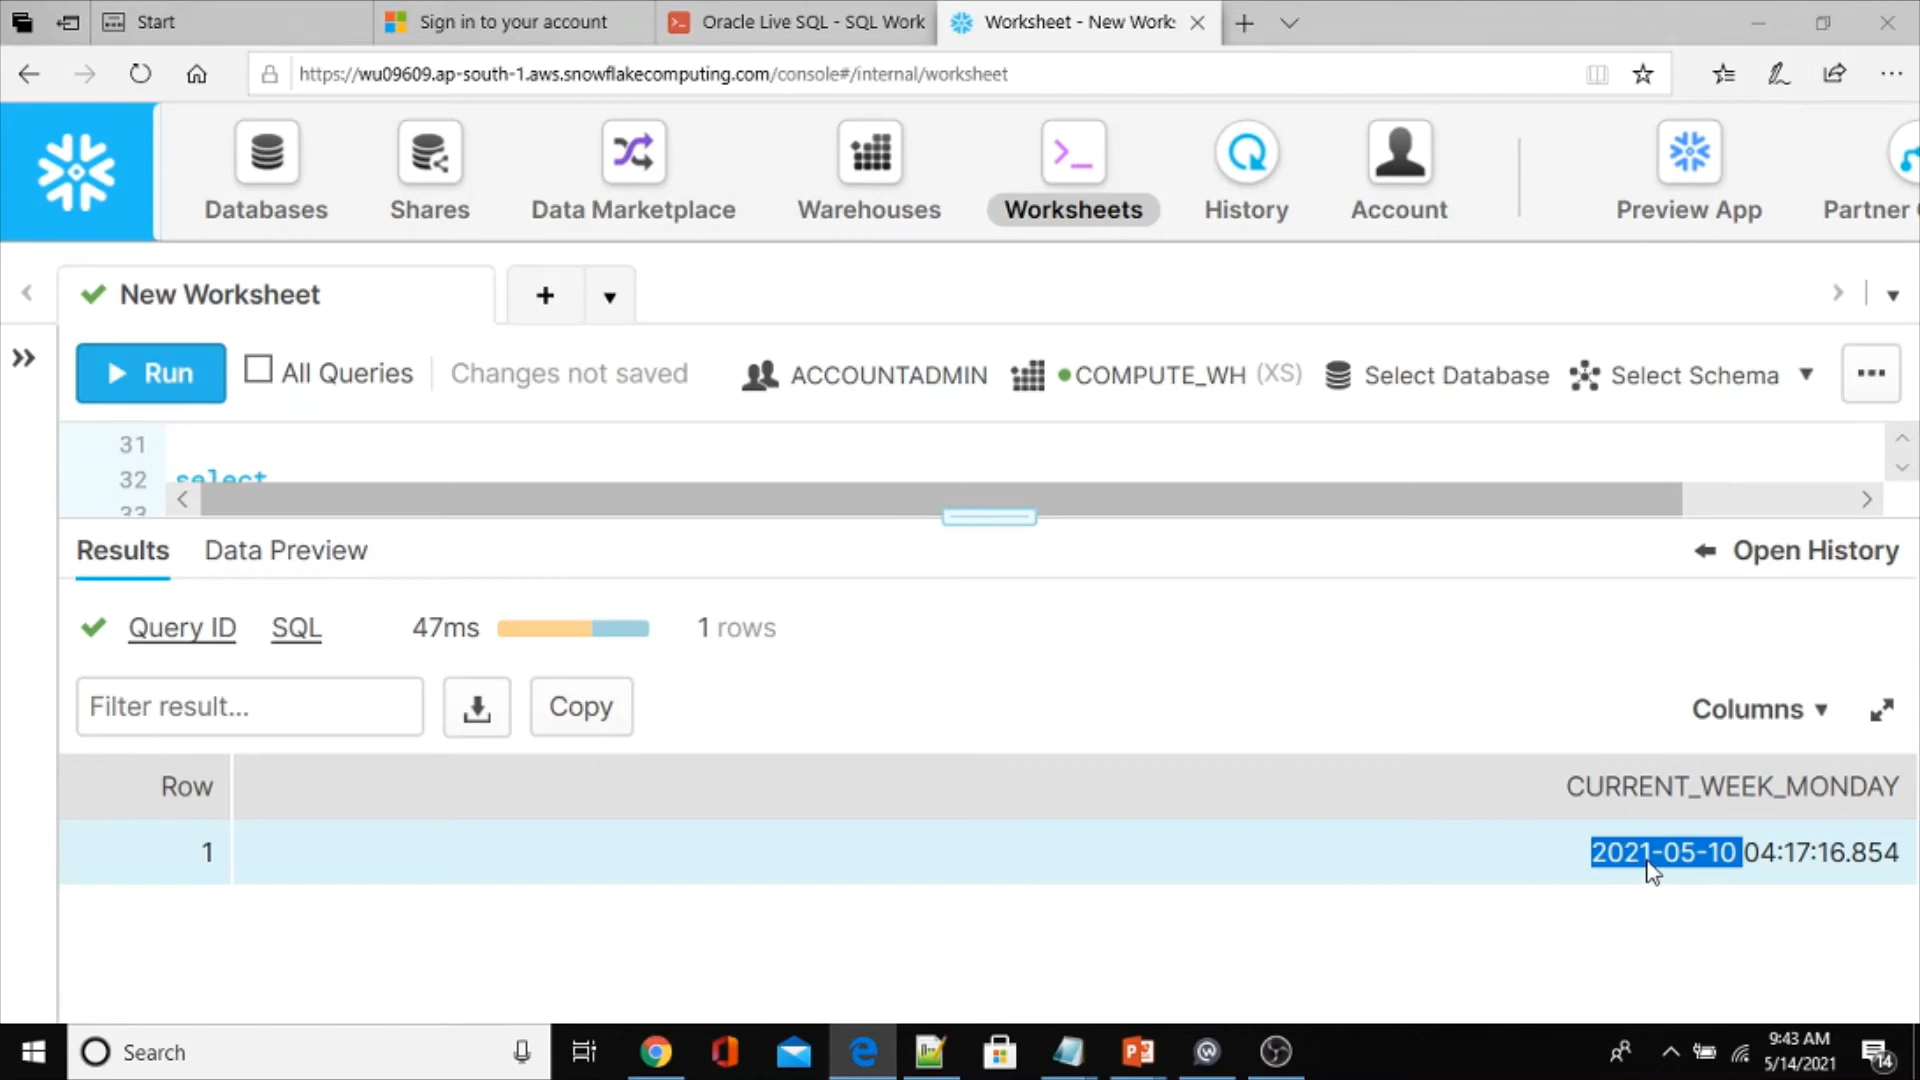 Start
Sign in to your account
Oracle Live SQL - SQL Work
Worksheet - New Work:
https://wu09609.ap-south-1.aws.snowflakecomputing.com/console#/internal/worksheet
Databases
Shares
Data Marketplace
Warehouses
>_
Worksheets
History
Account
Preview App
Partner
New Worksheet
Run
All Queries
Changes not saved
ACCOUNTADMIN
COMPUTE_WH (XS)
Select Database
Select Schema
31
32 select
33
Results
Data Preview
Open History
Query ID
SQL
47ms
1 rows
Filter result...
Copy
Columns
Row
CURRENT_WEEK_MONDAY
1
2021-05-10 04:17:16.854
Search
9:43 AM
5/14/2021
14